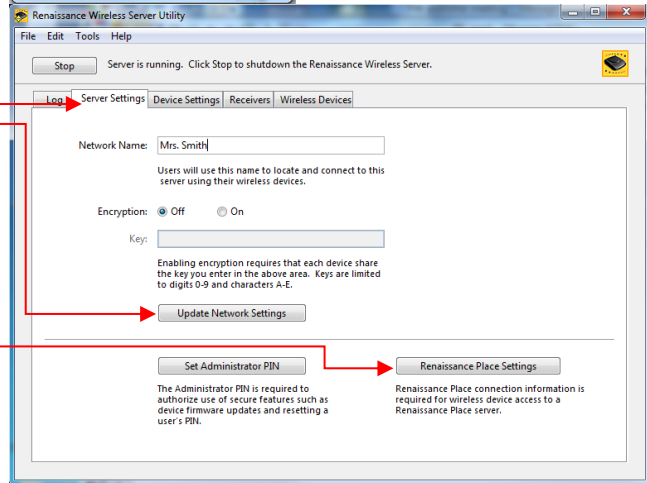 Renaissance Wireless Server Utility
File Edit Tools Help
Stop Server is running. Click Stop to shutdown the Renaissance Wireless Server.
Log Server Settings Device Settings Receivers Wireless Devices
Network Name: Mrs. Smith
Users will use this name to locate and connect to this
server using their wireless devices.
Encryption: Off On
Key:
Enabling encryption requires that each device share
the key you enter in the above area. Keys are limited
to digits 0-9 and characters A-E.
Update Network Settings
Set Administrator PIN Renaissance Place Settings
The Administrator PIN is required to
authorize use of secure features such as
device firmware updates and resetting a
user's PIN.
Renaissance Place connection information is
required for wireless device access to a
Renaissance Place server.